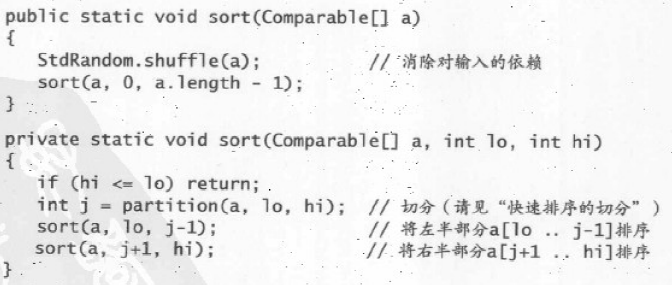 public static void sort(Comparable[] a)
{
StdRandom.shuffle(a); // 消除对输入的依赖
sort(a, 0, a.length - 1);
}
private static void sort(Comparable[] a, int lo, int hi)
{
if (hi <= lo) return;
int j = partition(a, lo, hi); // 切分（请见“快速排序的切分”）
sort(a, lo, j-1); // 将左半部分a[lo .. j-1]排序
sort(a, j+1, hi); // 将右半部分a[j+1 .. hi]排序
}